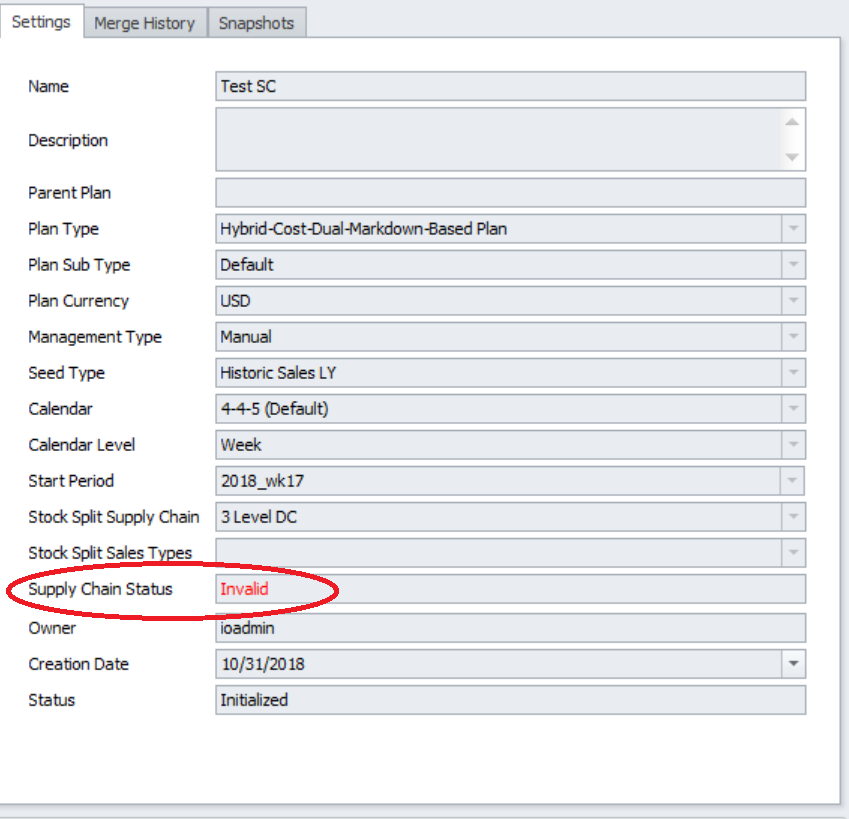 Settings Merge History Snapshots
Name Test SC
Description
Parent Plan
Plan Type Hybrid-Cost-Dual-Markdown-Based Plan
Plan Sub Type Default
Plan Currency USD
Management Type Manual
Seed Type Historic Sales LY
Calendar 4-4-5 (Default)
Calendar Level Week
Start Period 2018_wk17
Stock Split Supply Chain 3 Level DC
Stock Split Sales Types
Supply Chain Status Invalid
Owner ioadmin
Creation Date 10/31/2018
Status Initialized